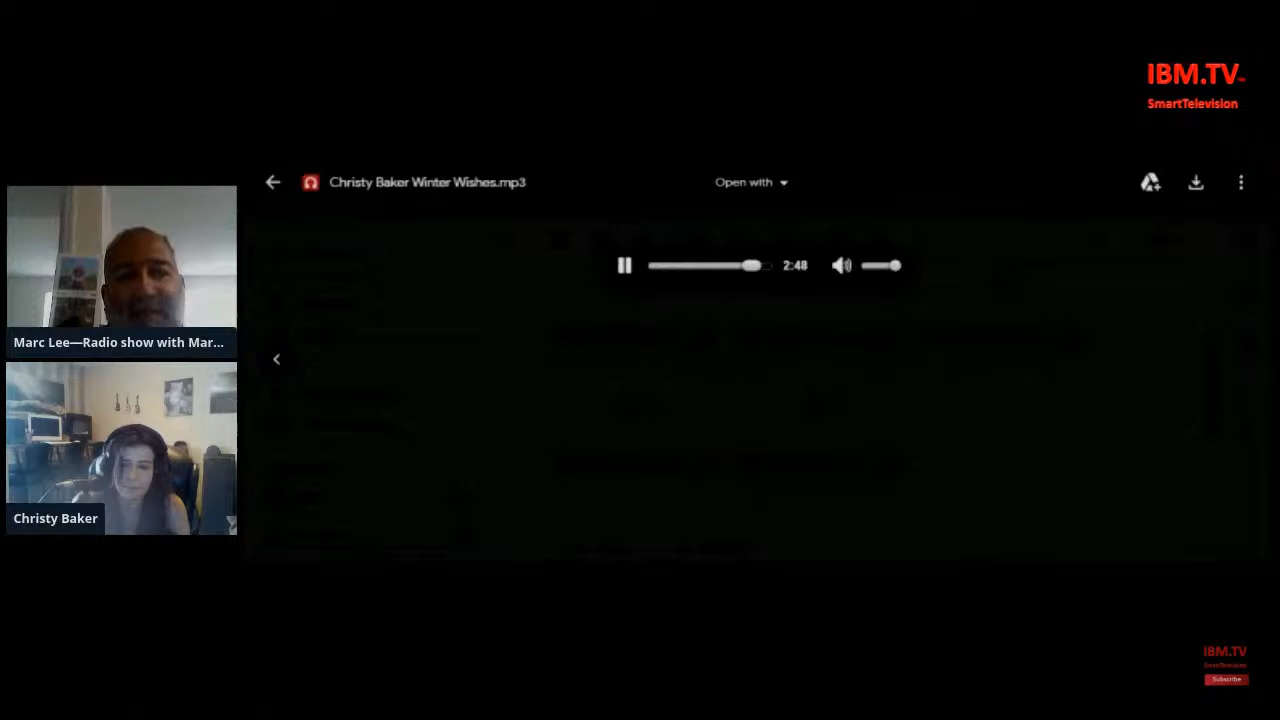 IBM.TV
SmartTelevision
Christy Baker Winter Wishes.mp3
Open with
2:48
Marc Lee—Radio show with Mar...
Christy Baker
IBM.TV
SmartTelevision
Subscribe